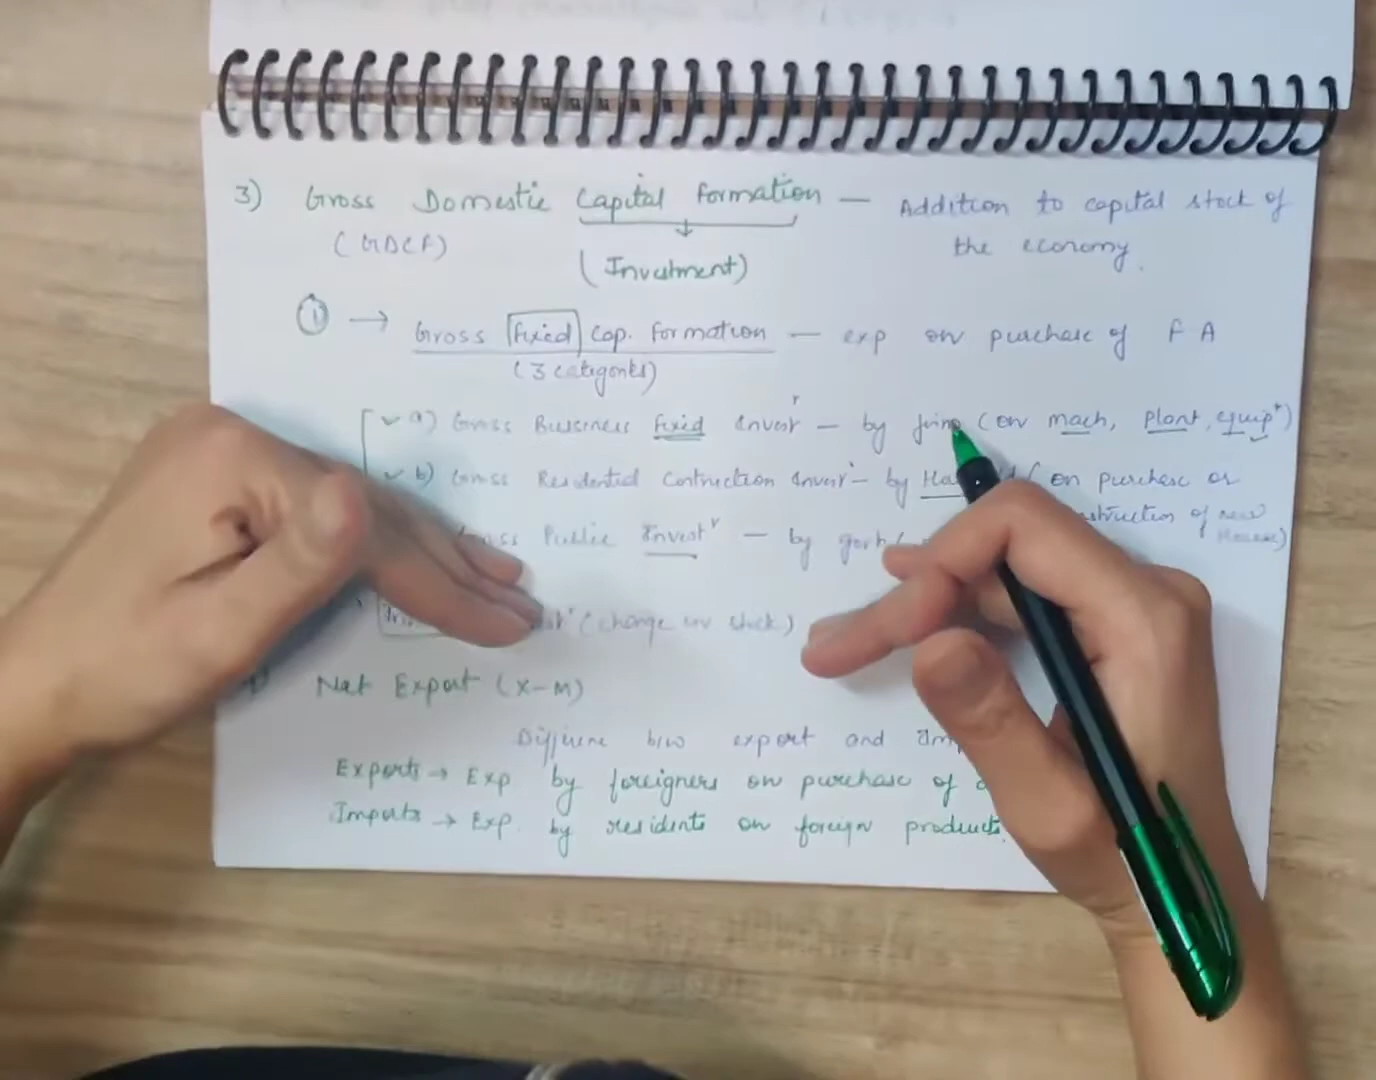 3) Gross Domestic Capital Formation — Addition to capital stock of
(GDCF) the economy.
(Investment)
① → Gross Fixed Cap. Formation — exp on purchase of F A
(3 categories)
✓ a) Gross Bussiness Fixed Invest^t — by firms (on mach, plant, equip^t)
✓ b) Gross Residential Contruction Invest^t — by (on purchase or
of new
Houses)
Public Invest^t — by govt (
(change in stock)
Net Export (X-M)
b/w export and
Exports → Exp. by foreigners on purchase of
Imports → Exp. by residents on foreign products.